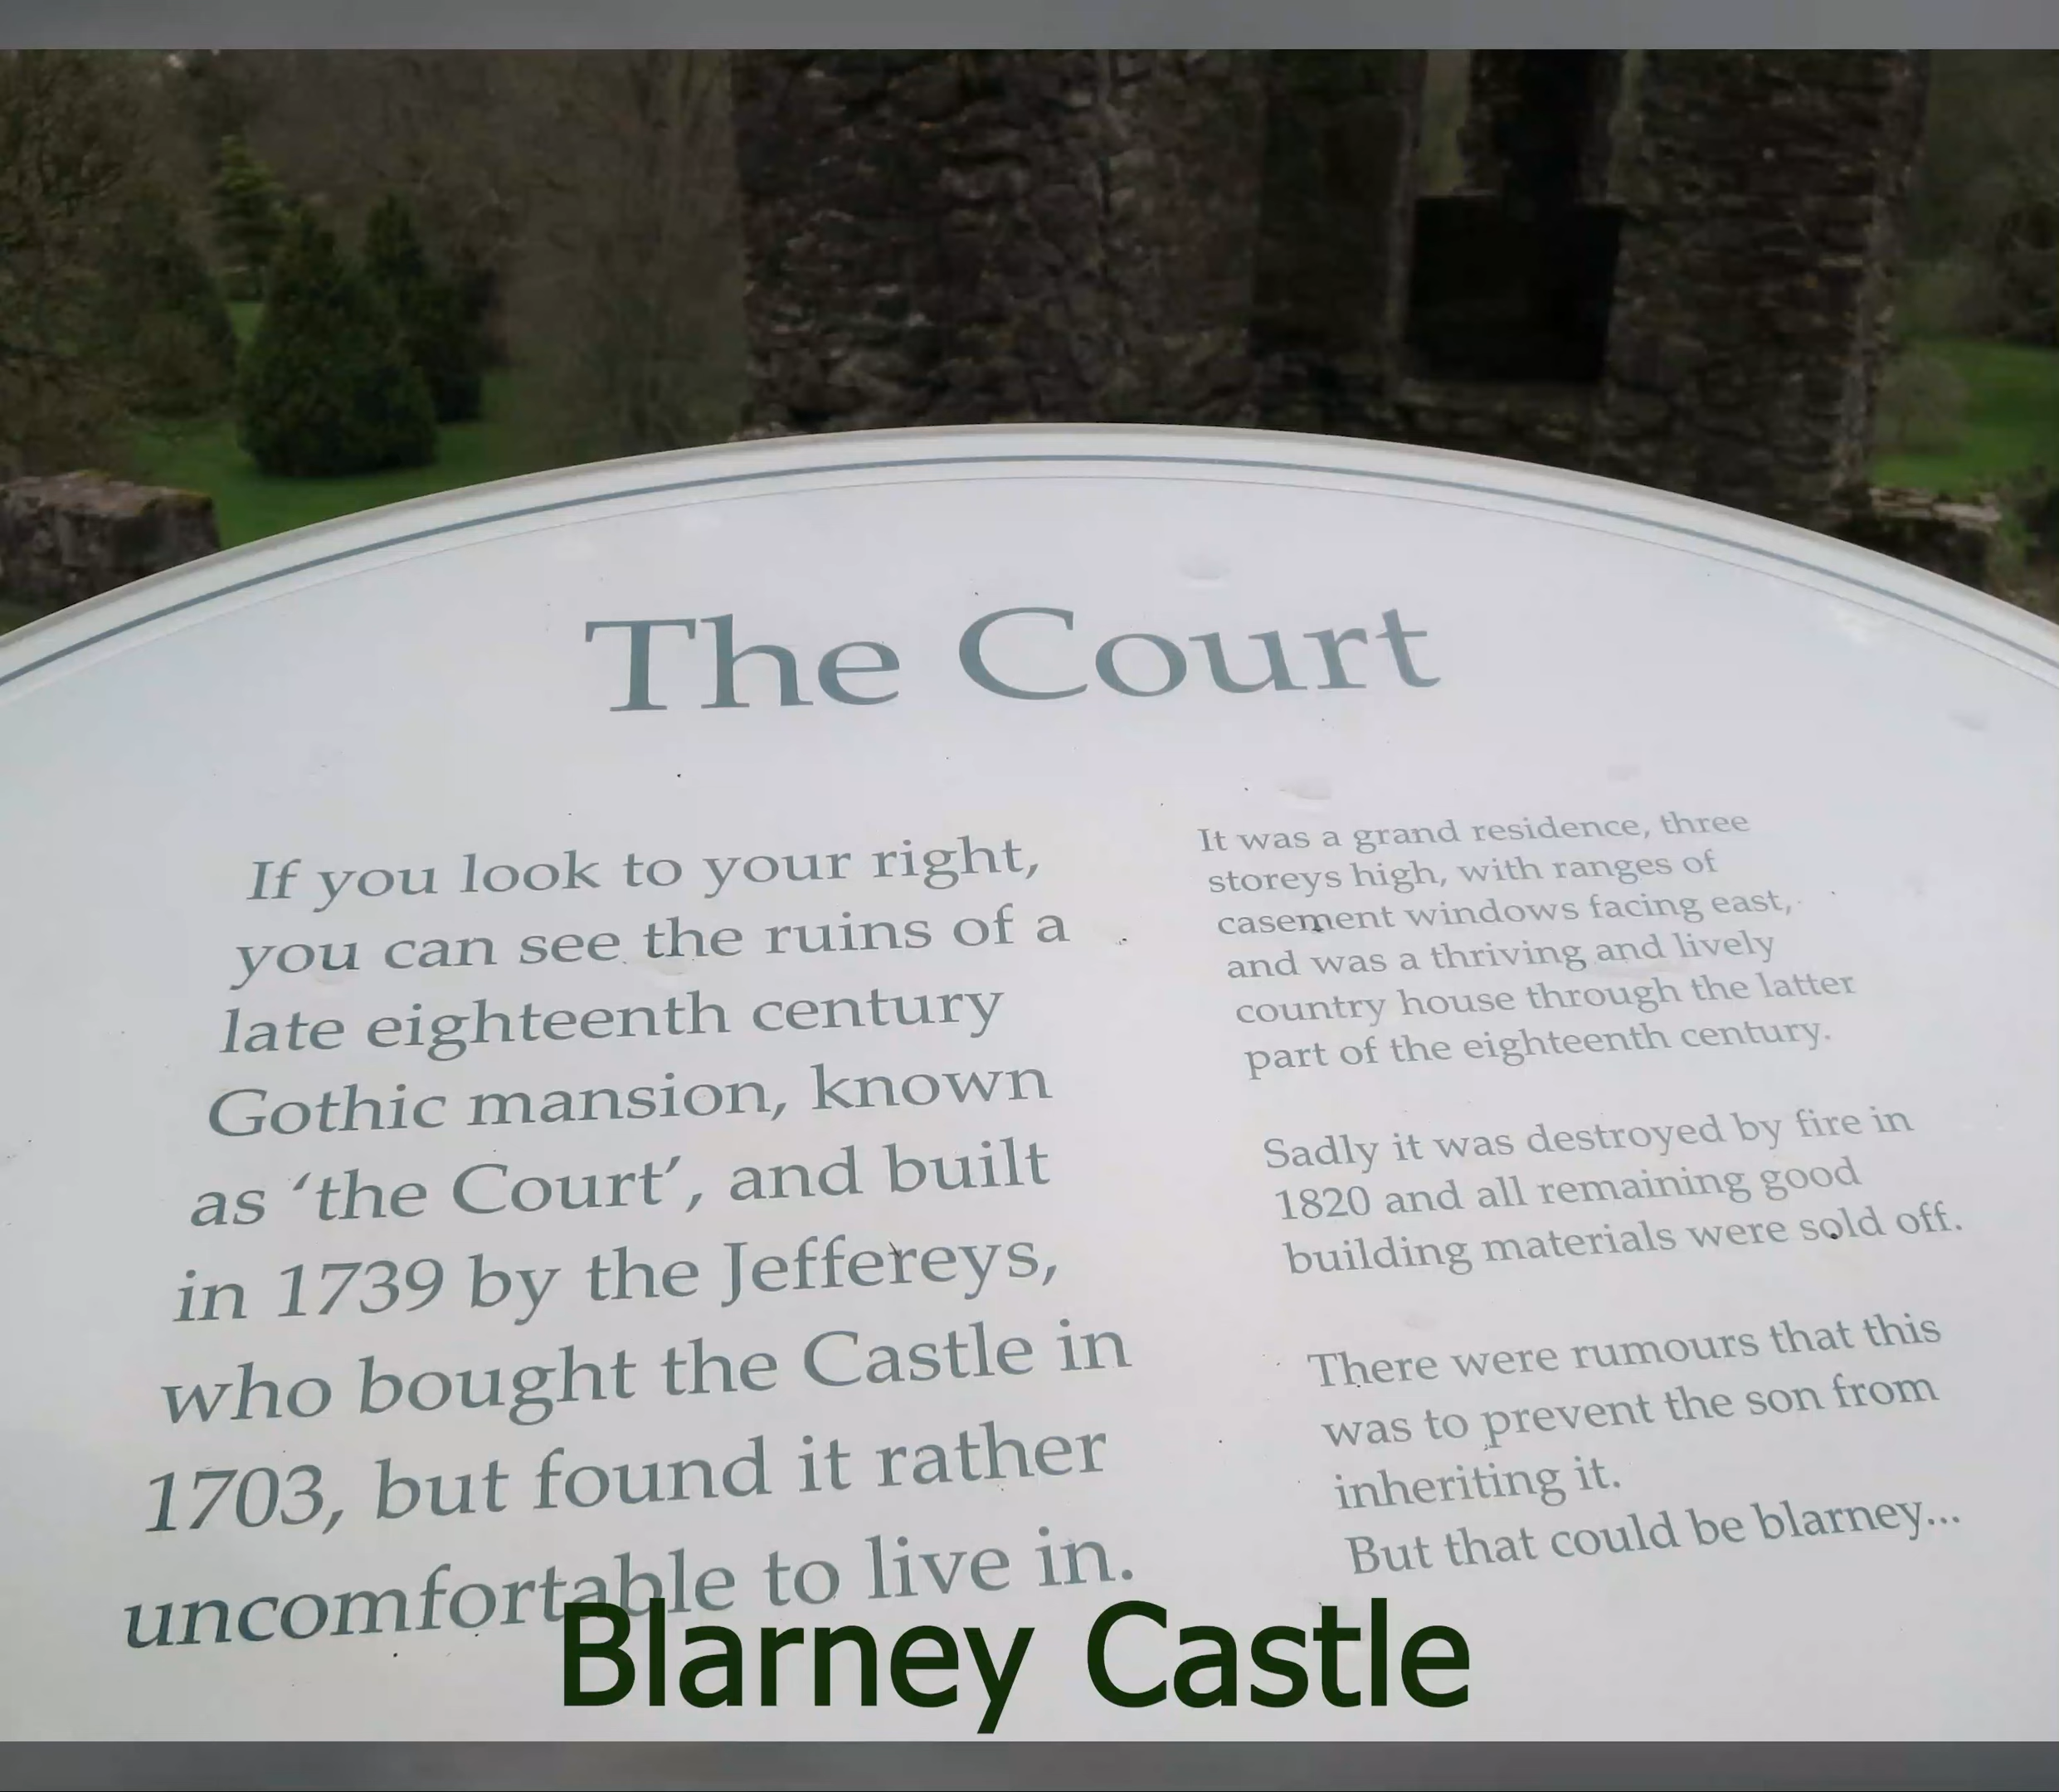 The Court
If you look to your right,
you can see the ruins of a
late eighteenth century
Gothic mansion, known
as ‘the Court’, and built
in 1739 by the Jeffereys,
who bought the Castle in
1703, but found it rather
uncomfortable to live in.
It was a grand residence, three
storeys high, with ranges of
casement windows facing east,
and was a thriving and lively
country house through the latter
part of the eighteenth century.
Sadly it was destroyed by fire in
1820 and all remaining good
building materials were sold off.
There were rumours that this
was to prevent the son from
inheriting it.
But that could be blarney...
Blarney Castle